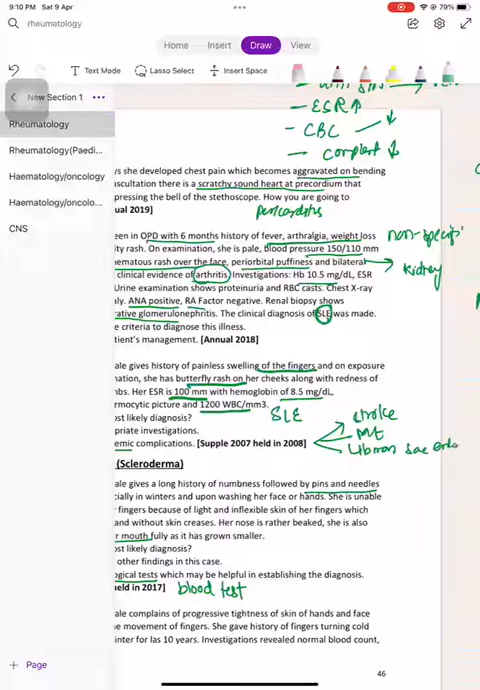 9:10 PM Sat 9 Apr
79%
rheumatology
Home Insert Draw View
Text Mode Lasso Select Insert Space
New Section 1
Rheumatology
Rheumatology(Paedi...
Haematology/oncology
Haematology/oncolo...
CNS
Page
– ESR↑
– CBC
– Complent ↓
s she developed chest pain which becomes aggravated on bending
scultation there is a scratchy sound heart at precordium that
pressing the bell of the stethoscope. How you are going to
ual 2019]
pericarditis
een in OPD with 6 months history of fever, arthralgia, weight loss
ity rash. On examination, she is pale, blood pressure 150/110 mm
hematous rash over the face, periorbital puffiness and bilateral
clinical evidence of arthritis. Investigations: Hb 10.5 mg/dL, ESR
Urine examination shows proteinuria and RBC casts. Chest X-ray
ly. ANA positive, RA Factor negative. Renal biopsy shows
rative glomerulonephritis. The clinical diagnosis of SLE was made.
e criteria to diagnose this illness.
tient's management. [Annual 2018]
non-specifi
kidney
ale gives history of painless swelling of the fingers and on exposure
nation, she has butterfly rash on her cheeks along with redness of
bs. Her ESR is 100 mm with hemoglobin of 8.5 mg/dL,
rmocytic picture and 1200 WBC/mm3.
ost likely diagnosis?
priate investigations.
emic complications. [Supple 2007 held in 2008]
SLE
stroke
Libman sac
(Scleroderma)
ale gives a long history of numbness followed by pins and needles
cially in winters and upon washing her face or hands. She is unable
fingers because of light and inflexible skin of her fingers which
and without skin creases. Her nose is rather beaked, she is also
r mouth fully as it has grown smaller.
ost likely diagnosis?
other findings in this case.
ogical tests which may be helpful in establishing the diagnosis.
held in 2017]
blood test
ale complains of progressive tightness of skin of hands and face
e movement of fingers. She gave history of fingers turning cold
inter for las 10 years. Investigations revealed normal blood count,
46